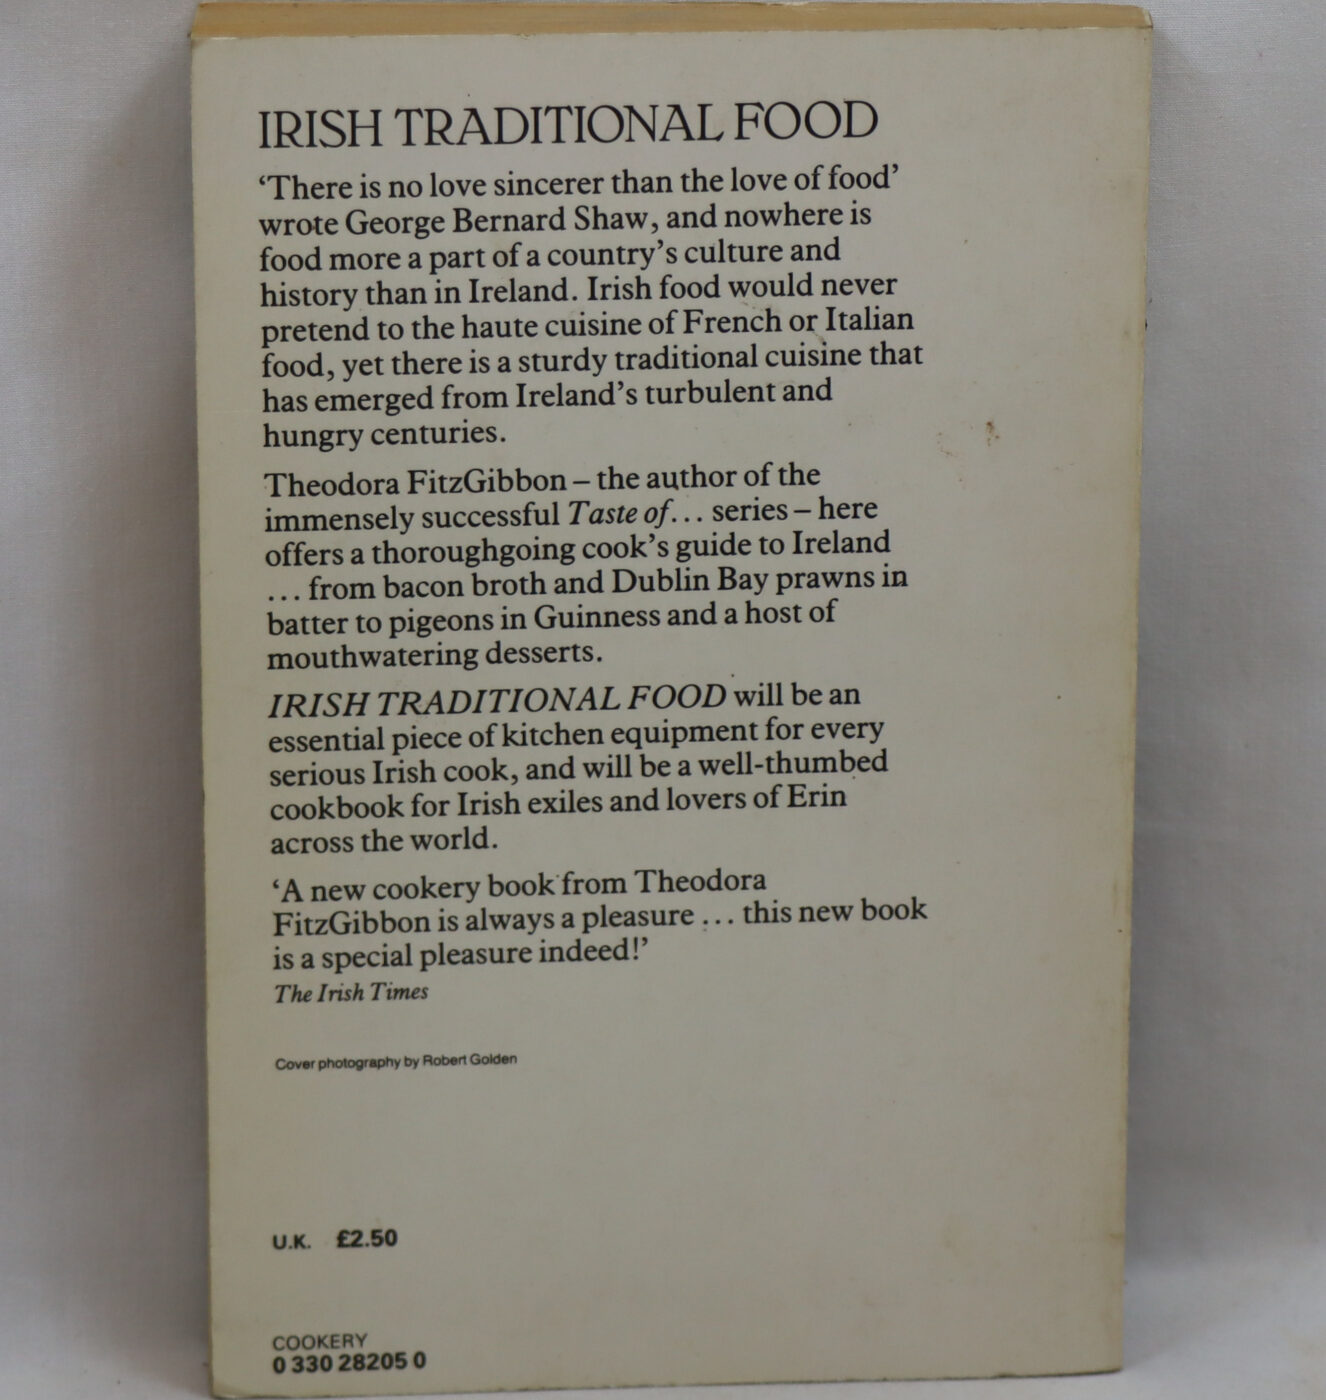 IRISH TRADITIONAL FOOD
‘There is no love sincerer than the love of food’
wrote George Bernard Shaw, and nowhere is
food more a part of a country’s culture and
history than in Ireland. Irish food would never
pretend to the haute cuisine of French or Italian
food, yet there is a sturdy traditional cuisine that
has emerged from Ireland’s turbulent and
hungry centuries.
Theodora FitzGibbon – the author of the
immensely successful Taste of... series – here
offers a thoroughgoing cook’s guide to Ireland
... from bacon broth and Dublin Bay prawns in
batter to pigeons in Guinness and a host of
mouthwatering desserts.
IRISH TRADITIONAL FOOD will be an
essential piece of kitchen equipment for every
serious Irish cook, and will be a well-thumbed
cookbook for Irish exiles and lovers of Erin
across the world.
‘A new cookery book from Theodora
FitzGibbon is always a pleasure ... this new book
is a special pleasure indeed!’
The Irish Times
Cover photography by Robert Golden
U.K. £2.50
COOKERY
0 330 28205 0